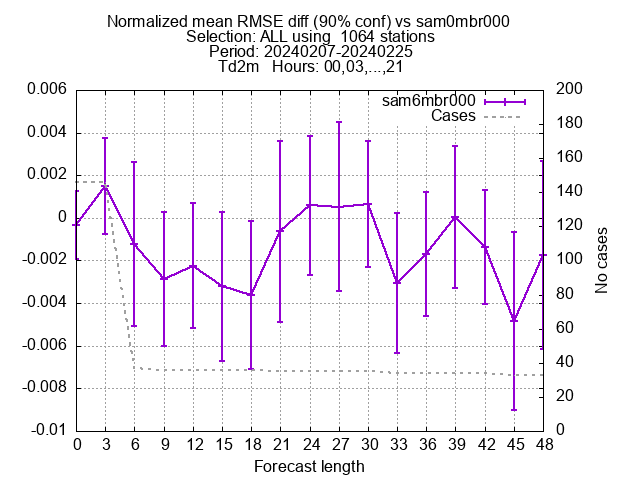 Normalized mean RMSE diff (90% conf) vs sam0mbr000
Selection: ALL using  1064 stations
Period: 20240207-20240225
Td2m   Hours: 00,03,...,21
sam6mbr000
Cases
0.006
0.004
0.002
0
-0.002
-0.004
-0.006
-0.008
-0.01
200
180
160
140
120
100
80
60
40
20
0
No cases
0 3 6 9 12 15 18 21 24 27 30 33 36 39 42 45 48
Forecast length